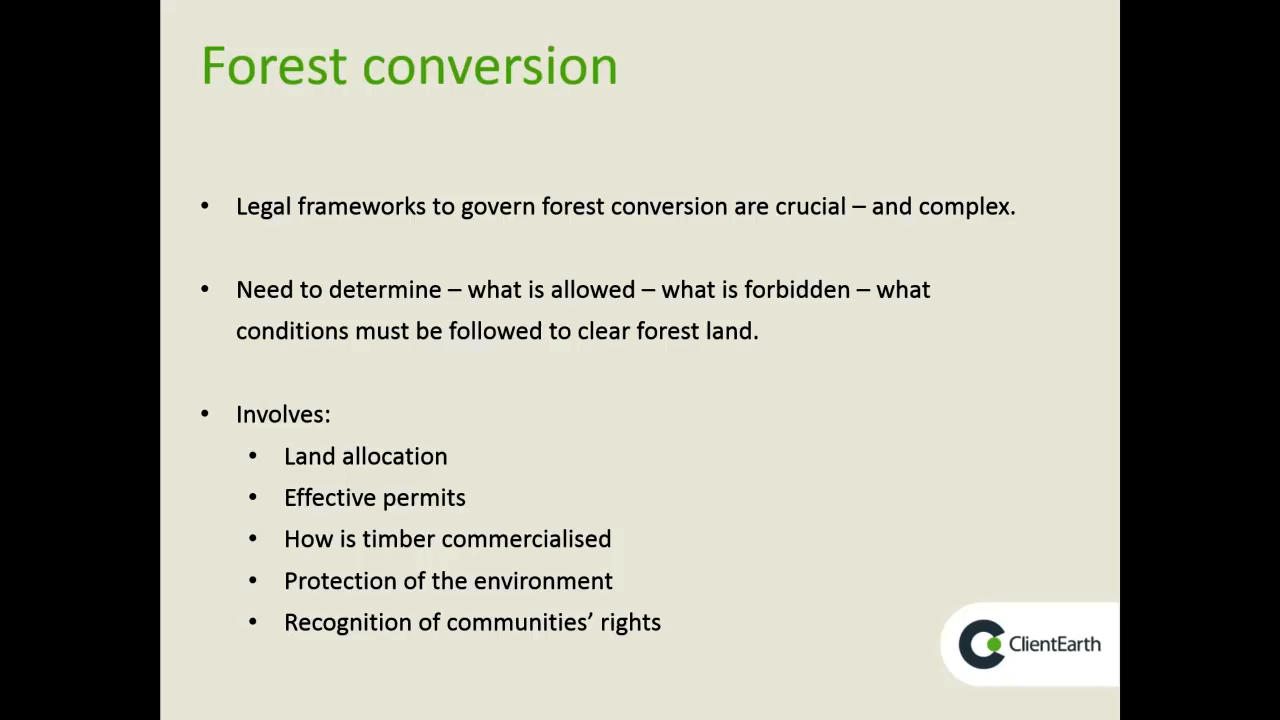 Forest conversion
• Legal frameworks to govern forest conversion are crucial – and complex.
• Need to determine – what is allowed – what is forbidden – what
conditions must be followed to clear forest land.
• Involves:
• Land allocation
• Effective permits
• How is timber commercialised
• Protection of the environment
• Recognition of communities’ rights
ClientEarth